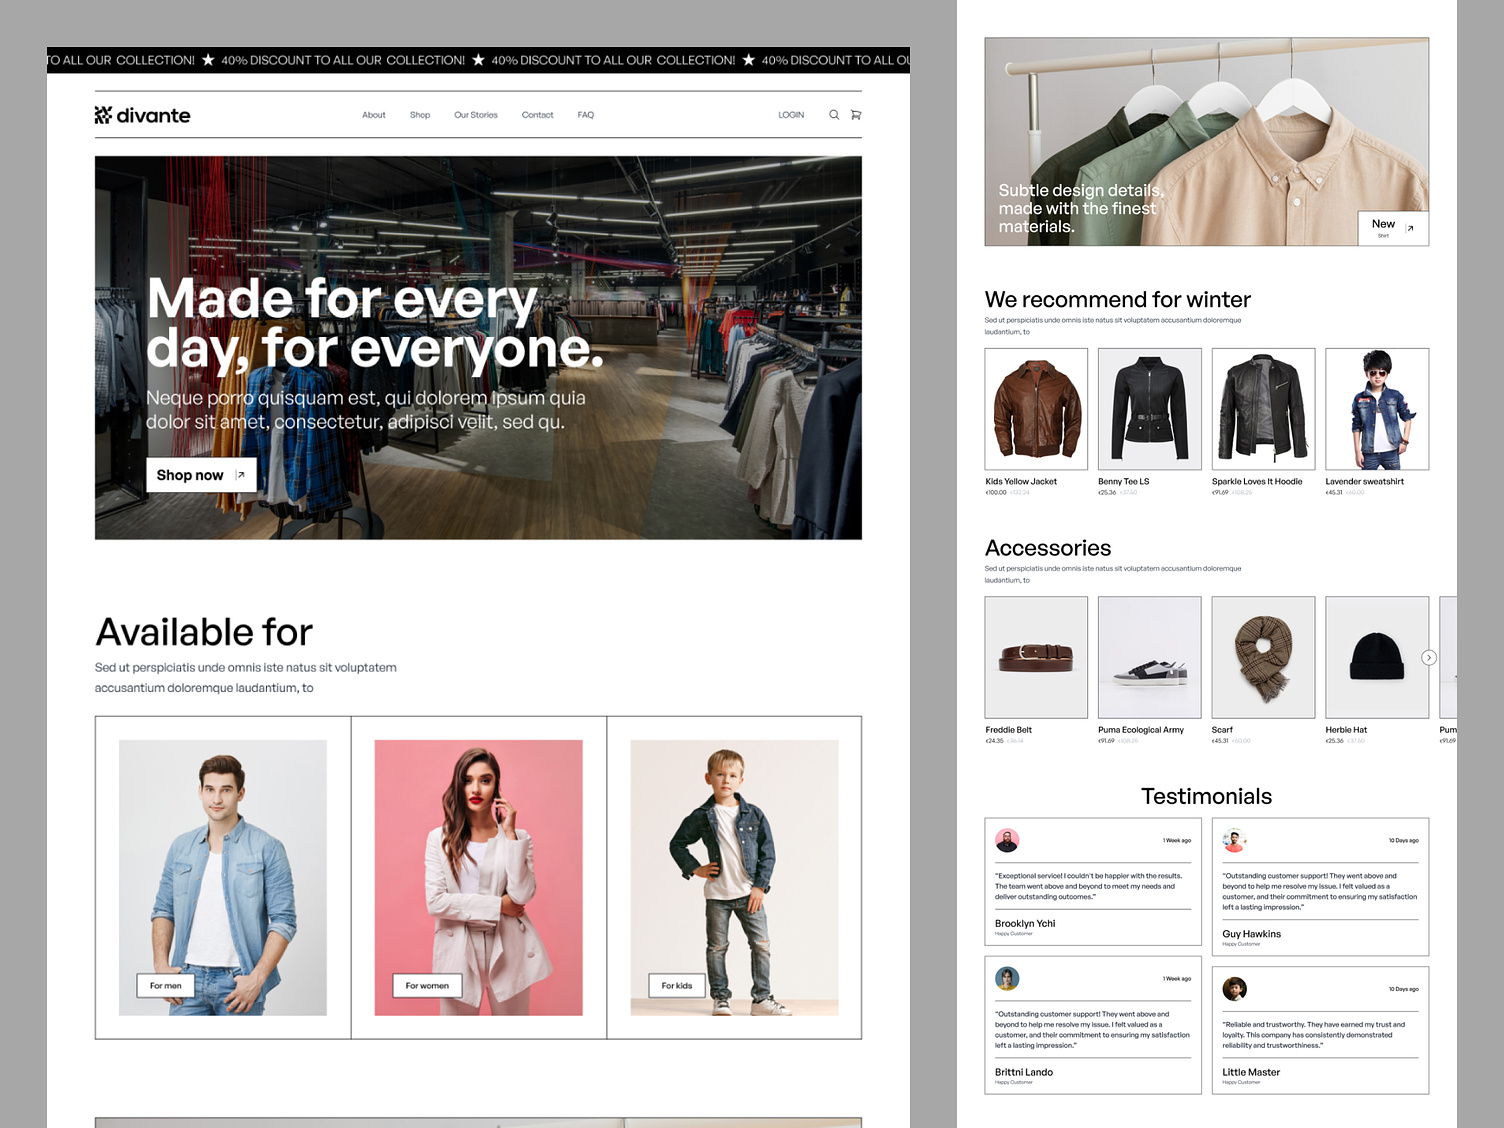 TO ALL OUR COLLECTION! ★ 40% DISCOUNT TO ALL OUR COLLECTION! ★ 40% DISCOUNT TO ALL OUR COLLECTION! ★ 40% DISCOUNT TO ALL OU
divante
About Shop Our Stories Contact FAQ LOGIN
Made for every
day, for everyone.
Neque porro quisquam est, qui dolorem ipsum quia
dolor sit amet, consectetur, adipisci velit, sed qu.
Shop now
Available for
Sed ut perspiciatis unde omnis iste natus sit voluptatem
accusantium doloremque laudantium, to
For men
For women
For kids
Subtle design details,
made with the finest
materials.
New
Shirt
We recommend for winter
Sed ut perspiciatis unde omnis iste natus sit voluptatem accusantium doloremque
laudantium, to
Kids Yellow Jacket
€100.00 €132.24
Benny Tee LS
€25.36 €37.50
Sparkle Loves It Hoodie
€91.69 €108.25
Lavender sweatshirt
€45.31 €60.00
Accessories
Sed ut perspiciatis unde omnis iste natus sit voluptatem accusantium doloremque
laudantium, to
Freddie Belt
€24.35 €36.14
Puma Ecological Army
€91.69 €108.25
Scarf
€45.31 €60.00
Herbie Hat
€25.36 €37.50
Pum
€91.69
Testimonials
1 Week ago
"Exceptional service! I couldn't be happier with the results.
The team went above and beyond to meet my needs and
deliver outstanding outcomes."
Brooklyn Ychi
Happy Customer
10 Days ago
"Outstanding customer support! They went above and
beyond to help me resolve my issue. I felt valued as a
customer, and their commitment to ensuring my satisfaction
left a lasting impression."
Guy Hawkins
Happy Customer
1 Week ago
"Outstanding customer support! They went above and
beyond to help me resolve my issue. I felt valued as a
customer, and their commitment to ensuring my satisfaction
left a lasting impression."
Brittni Lando
Happy Customer
10 Days ago
"Reliable and trustworthy. They have earned my trust and
loyalty. This company has consistently demonstrated
reliability and trustworthiness."
Little Master
Happy Customer